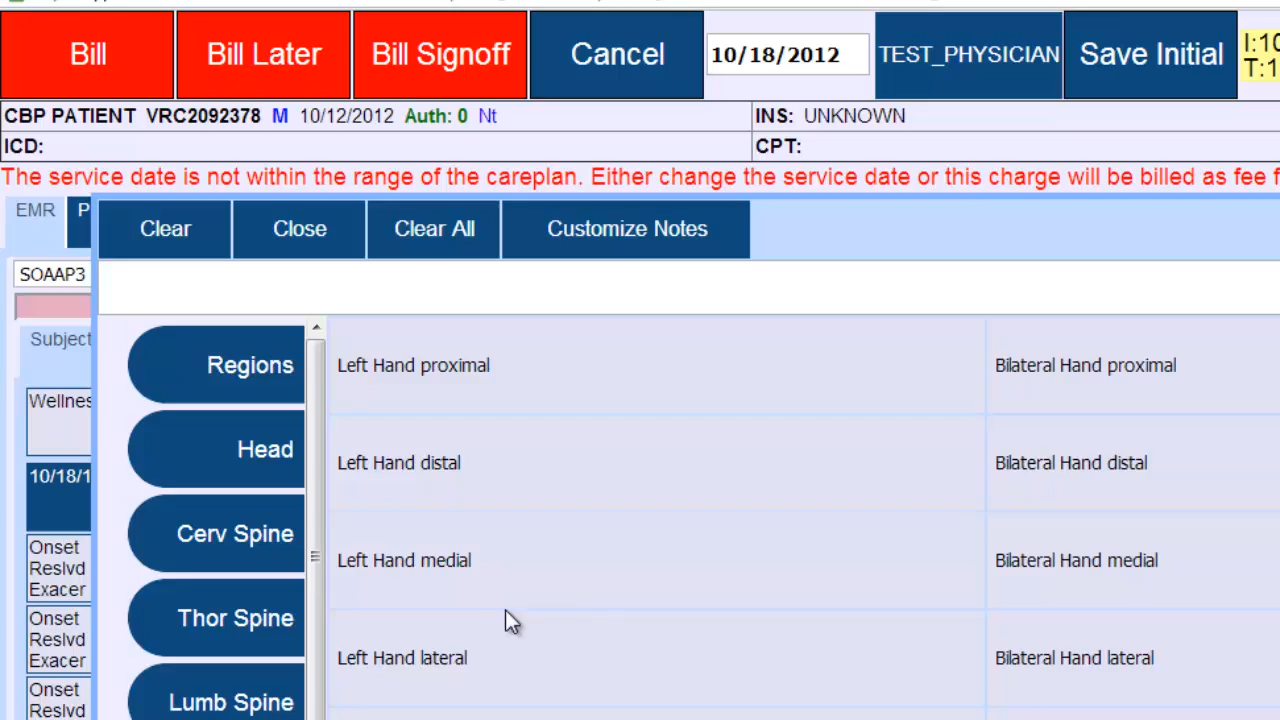 Bill Bill Later Bill Signoff Cancel 10/18/2012 TEST_PHYSICIAN Save Initial I:10
T:1
CBP PATIENT VRC2092378 M 10/12/2012 Auth: 0 Nt INS: UNKNOWN
ICD: CPT:
The service date is not within the range of the careplan. Either change the service date or this charge will be billed as fee f
EMR P
Clear Close Clear All Customize Notes
SOAAP3
Subject
Regions Left Hand proximal Bilateral Hand proximal
Wellnes
Head Left Hand distal Bilateral Hand distal
10/18/1
Cerv Spine
Onset
Reslvd
Exacer
Left Hand medial Bilateral Hand medial
Thor Spine
Onset
Reslvd
Exacer
Left Hand lateral Bilateral Hand lateral
Lumb Spine
Onset
Reslvd